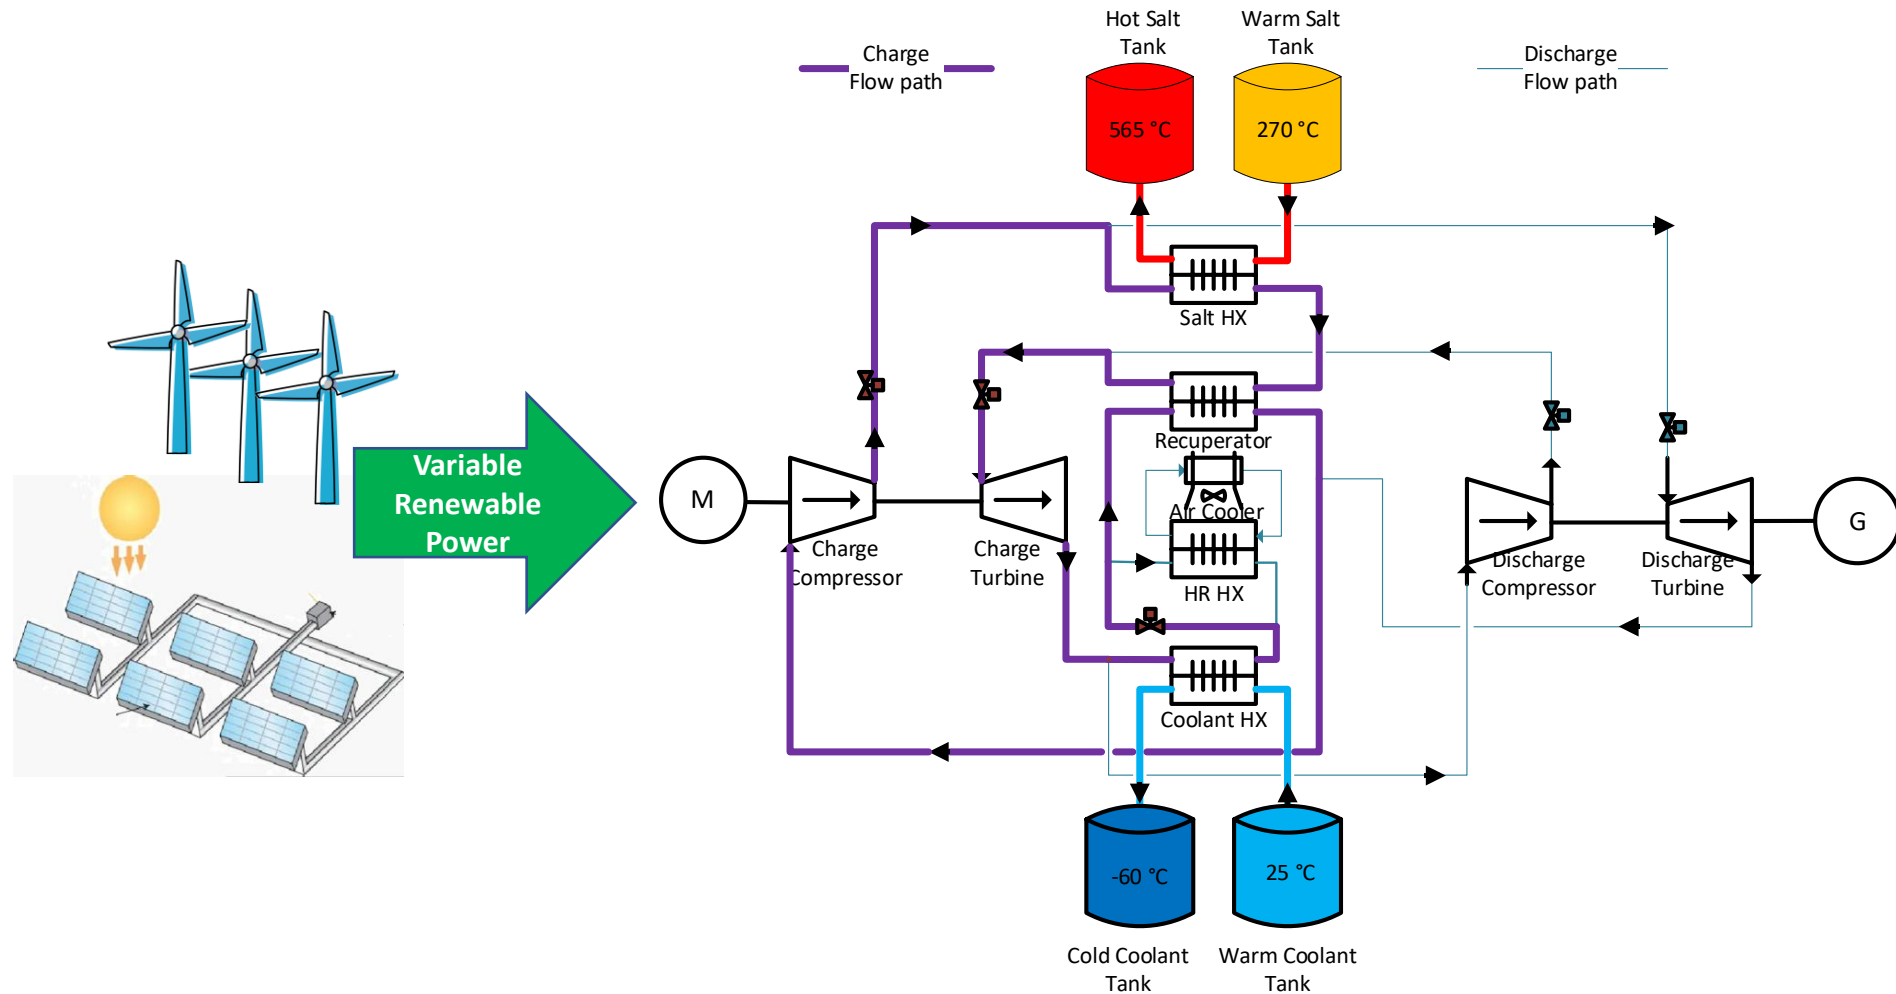 Hot Salt
Tank
Warm Salt
Tank
Charge
Flow path
Discharge
Flow path
565 °C
270 °C
Salt HX
Recuperator
Variable
Renewable
Power
M
Air Cooler
G
Charge
Compressor
Charge
Turbine
HR HX
Discharge
Compressor
Discharge
Turbine
Coolant HX
-60 °C
25 °C
Cold Coolant
Tank
Warm Coolant
Tank